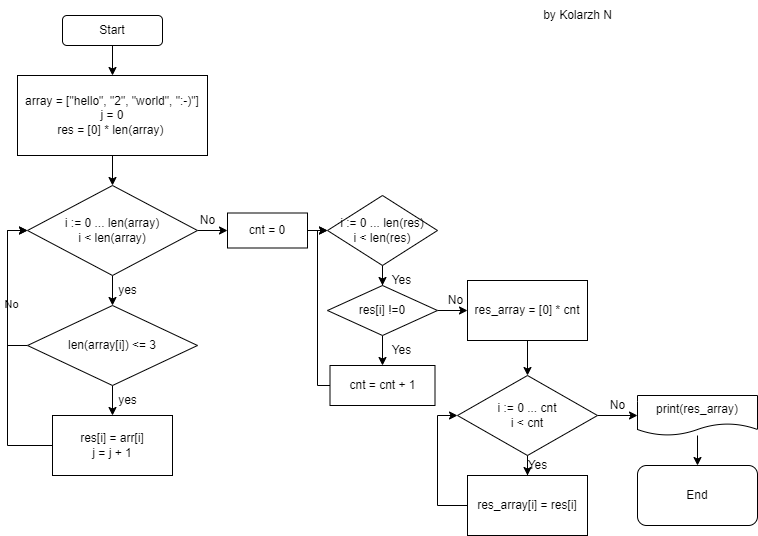 by Kolarzh N
Start
array = ["hello", "2", "world", ":-)"]
j = 0
res = [0] * len(array)
i := 0 ... len(array)
i < len(array)
No
cnt = 0
i := 0 ... len(res)
i < len(res)
yes
Yes
No
len(array[i]) <= 3
res[i] !=0
No
res_array = [0] * cnt
Yes
yes
cnt = cnt + 1
res[i] = arr[i]
j = j + 1
i := 0 ... cnt
i < cnt
No
print(res_array)
Yes
res_array[i] = res[i]
End